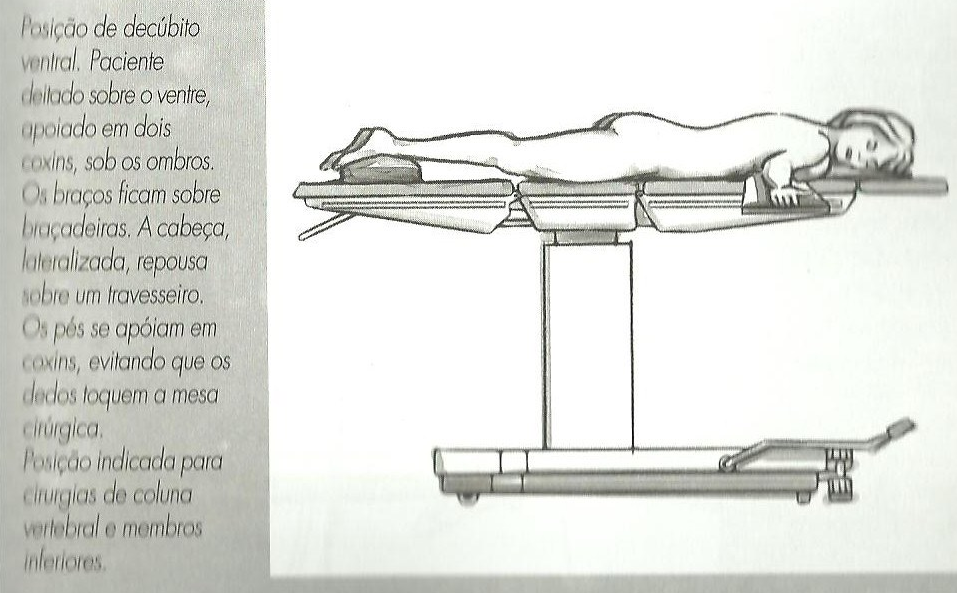 Posição de decúbito
ventral. Paciente
deitado sobre o ventre,
apoiado em dois
coxins, sob os ombros.
Os braços ficam sobre
braçadeiras. A cabeça,
lateralizada, repousa
sobre um travesseiro.
Os pés se apóiam em
coxins, evitando que os
dedos toquem a mesa
cirúrgica.
Posição indicada para
cirurgias de coluna
vertebral e membros
inferiores.